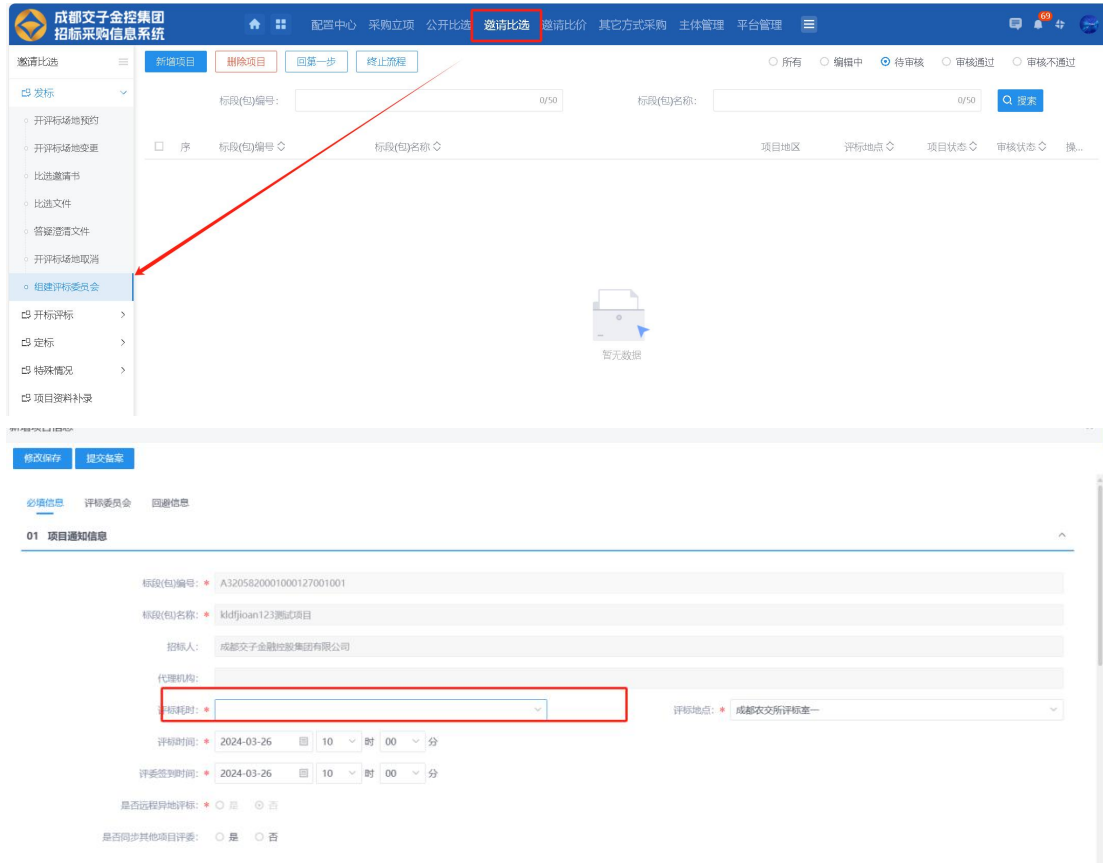 成都交子金控集团
招标采购信息系统
配置中心 采购立项 公开比选 邀请比选 邀请比价 其它方式采购 主体管理 平台管理
69
邀请比选
新增项目 删除项目 回第一步 终止流程
所有 编辑中 待审核 审核通过 审核不通过
发标
标段(包)编号: 0/50 标段(包)名称: 0/50 搜索
开评标场地预约
序 标段(包)编号 标段(包)名称 项目地区 评标地点 项目状态 审核状态 操...
开评标场地变更
比选邀请书
比选文件
答疑澄清文件
开评标场地取消
组建评标委员会
开标评标
定标
特殊情况
项目资料补录
暂无数据
新增项目信息
修改保存 提交备案
必填信息 评标委员会 回避信息
01 项目通知信息
标段(包)编号: * A3205820001000127001001
标段(包)名称: * kldfjioan123测试项目
招标人: 成都交子金融控股集团有限公司
代理机构:
评标耗时: * 评标地点: * 成都农交所评标室一
评标时间: * 2024-03-26 10 时 00 分
评委签到时间: * 2024-03-26 10 时 00 分
是否远程异地评标: * 是 否
是否同步其他项目评委: 是 否